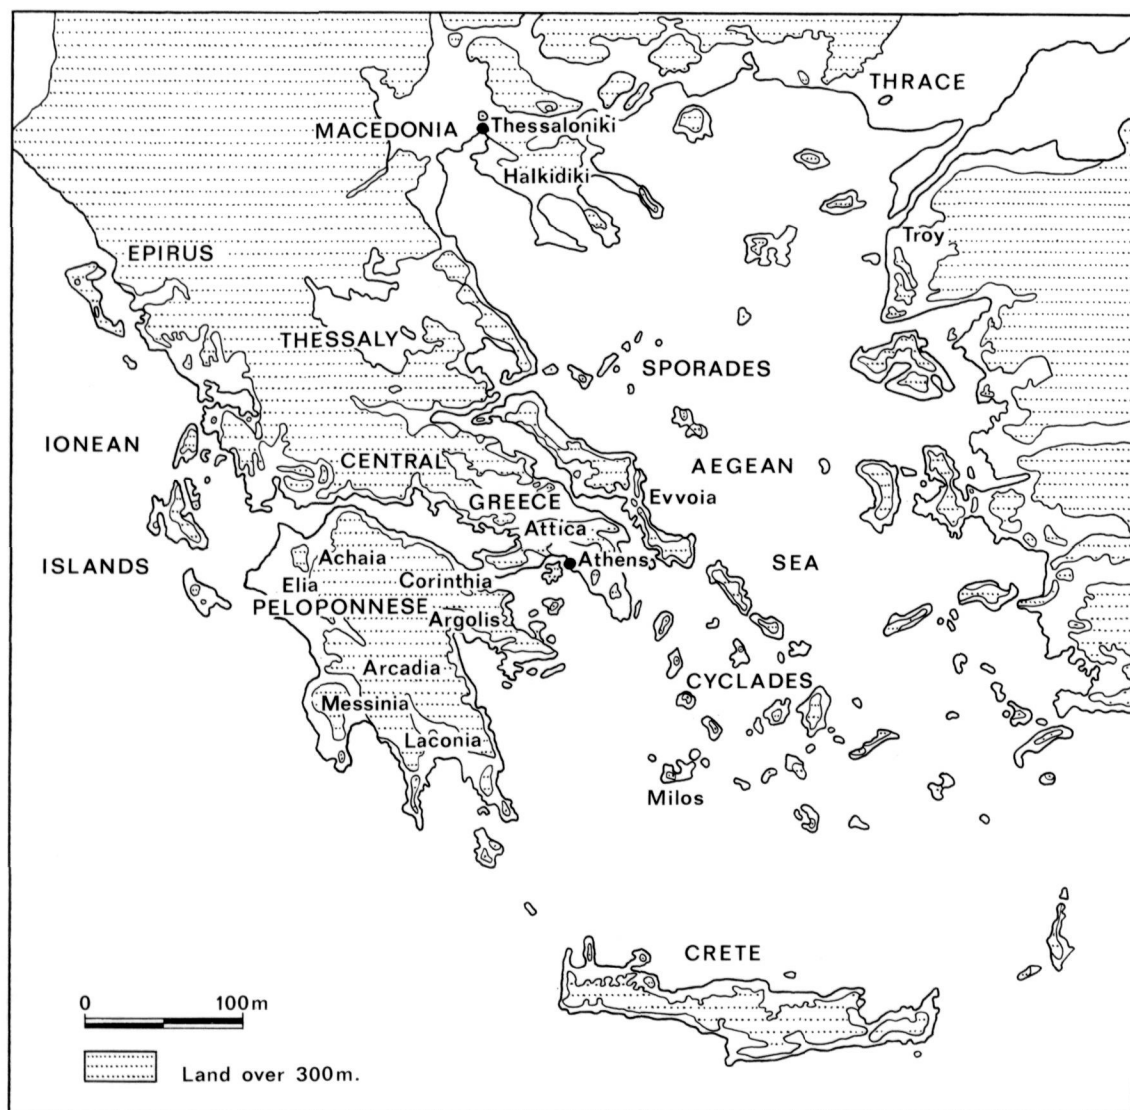 THRACE
MACEDONIA
Thessaloniki
Halkidiki
Troy
EPIRUS
THESSALY
SPORADES
IONEAN
CENTRAL
AEGEAN
Evvoia
GREECE
Attica
Achaia
Athens
SEA
ISLANDS
Elia
Corinthia
PELOPONNESE
Argolis
Arcadia
CYCLADES
Messinia
Laconia
Milos
CRETE
0 100m
Land over 300m.